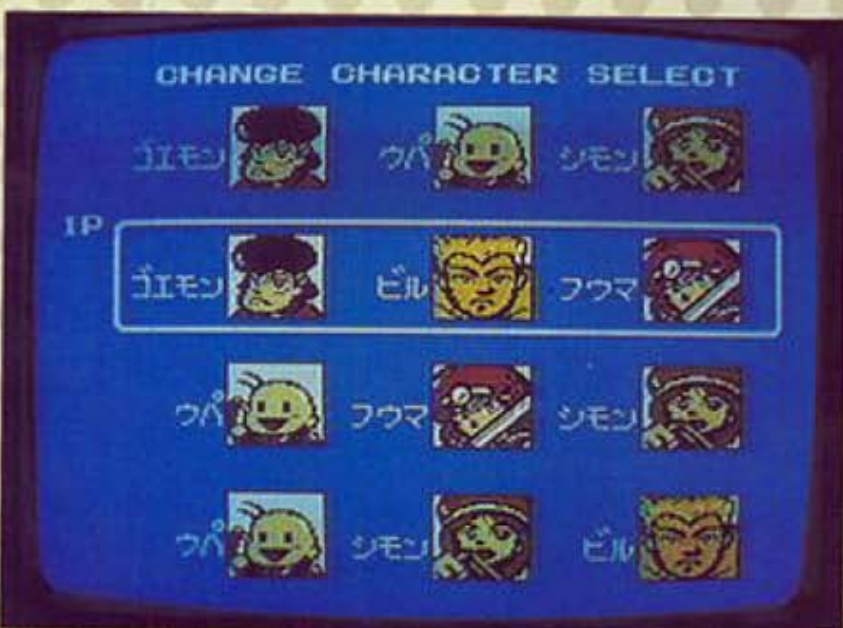 CHANGE CHARACTER SELECT
ゴエモン ウパ シモン
1P
ゴエモン ビル フウマ
ウパ フウマ シモン
ウパ シモン ビル